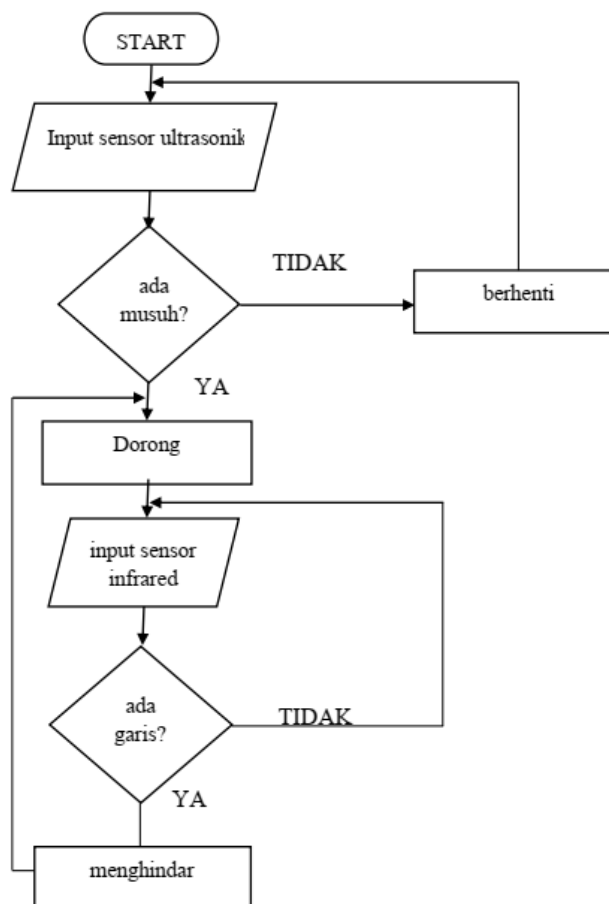 START
Input sensor ultrasonik
ada
musuh?
TIDAK
berhenti
YA
Dorong
input sensor
infrared
ada
garis?
TIDAK
YA
menghindar